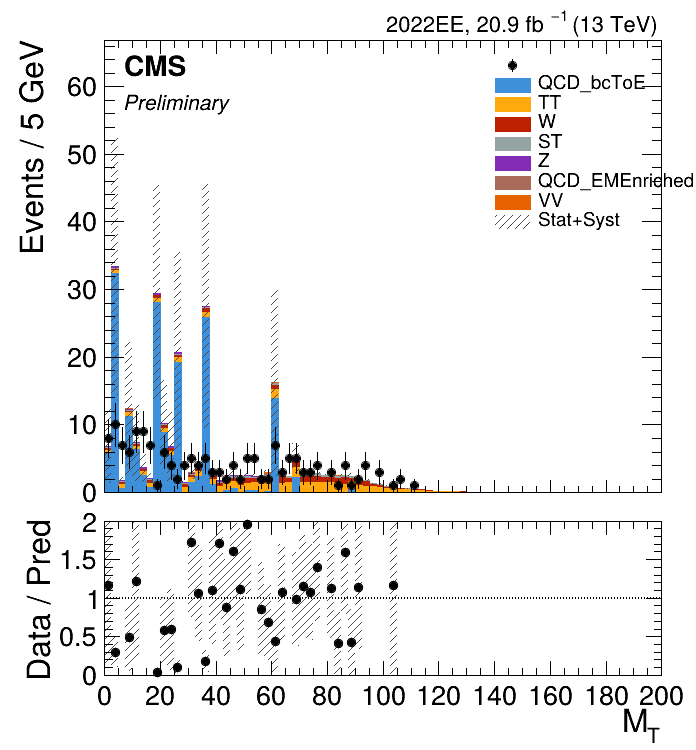 2022EE, 20.9 fb ⁻¹ (13 TeV)
CMS
Preliminary
QCD_bcToE
TT
W
ST
Z
QCD_EMEnriched
VV
Stat+Syst
Events / 5 GeV
60
50
40
30
20
10
0
Data / Pred
2
1.5
1
0.5
0
0 20 40 60 80 100 120 140 160 180 200
M_T